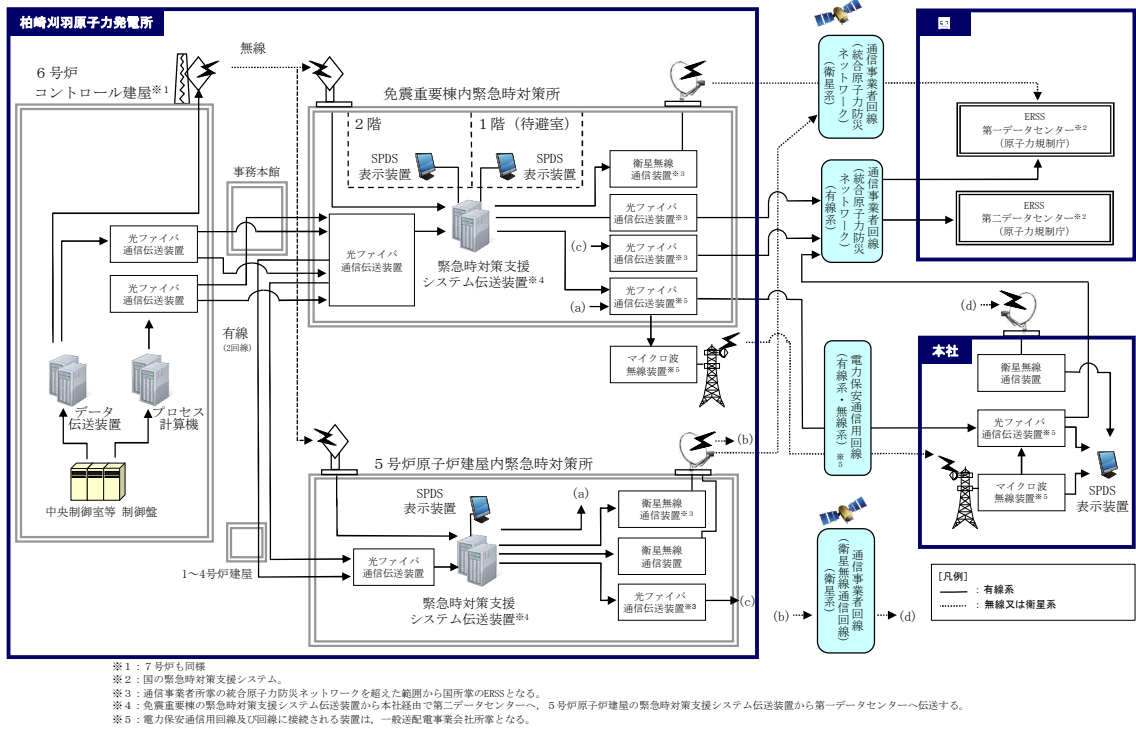 柏崎刈羽原子力発電所
国
無線
6号炉
コントロール建屋※1
免震重要棟内緊急時対策所
2階
1階（待避室）
SPDS
表示装置
SPDS
表示装置
事務本館
光ファイバ
通信伝送装置
光ファイバ
通信伝送装置
光ファイバ
通信伝送装置
緊急時対策支援
システム伝送装置※4
衛星無線
通信装置※3
光ファイバ
通信伝送装置※3
(c)
光ファイバ
通信伝送装置※3
(a)
光ファイバ
通信伝送装置※5
マイクロ波
無線装置※5
有線
(2回線)
データ
伝送装置
プロセス
計算機
中央制御室等 制御盤
1～4号炉建屋
5号炉原子炉建屋内緊急時対策所
SPDS
表示装置
(a)
(b)
光ファイバ
通信伝送装置
緊急時対策支援
システム伝送装置※4
衛星無線
通信装置※3
衛星無線
通信装置
光ファイバ
通信伝送装置※3
(c)
通信事業者回線
（統合原子力防災
ネットワーク）
（衛星系）
通信事業者回線
（統合原子力防災
ネットワーク）
（有線系）
電力保安通信用回線
（有線系・無線系）※5
通信事業者回線
（衛星無線通信回線）
（衛星系）
(b)
(d)
ERSS
第一データセンター※2
（原子力規制庁）
ERSS
第二データセンター※2
（原子力規制庁）
(d)
本社
衛星無線
通信装置
光ファイバ
通信伝送装置※5
マイクロ波
無線装置※5
SPDS
表示装置
[凡例]
：有線系
：無線又は衛星系
※1：7号炉も同様
※2：国の緊急時対策支援システム。
※3：通信事業者所掌の統合原子力防災ネットワークを超えた範囲から国所掌のERSSとなる。
※4：免震重要棟の緊急時対策支援システム伝送装置から本社経由で第二データセンターへ，5号炉原子炉建屋の緊急時対策支援システム伝送装置から第一データセンターへ伝送する。
※5：電力保安通信用回線及び回線に接続される装置は，一般送配電事業会社所掌となる。